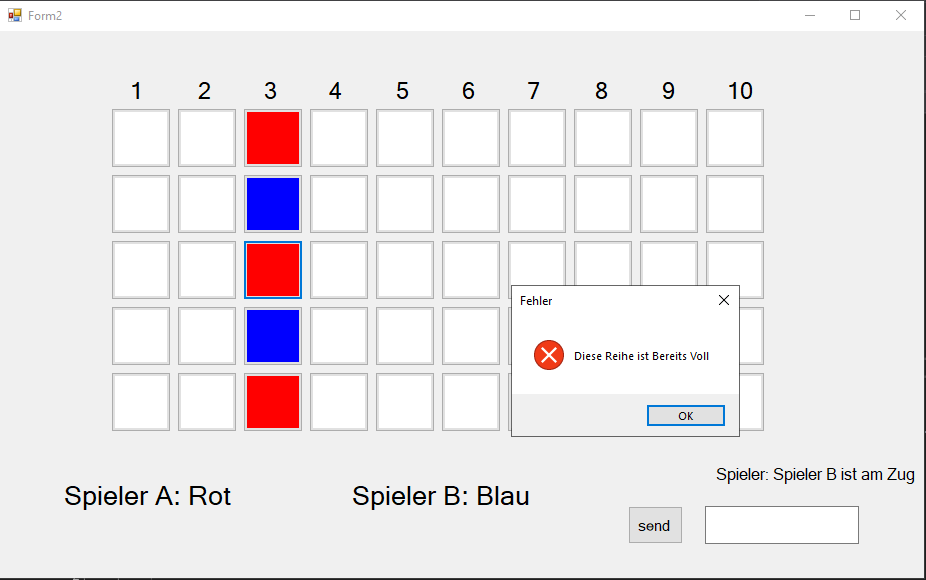 Form2
1 2 3 4 5 6 7 8 9 10
Fehler
Diese Reihe ist Bereits Voll
OK
Spieler: Spieler B ist am Zug
Spieler A: Rot
Spieler B: Blau
send